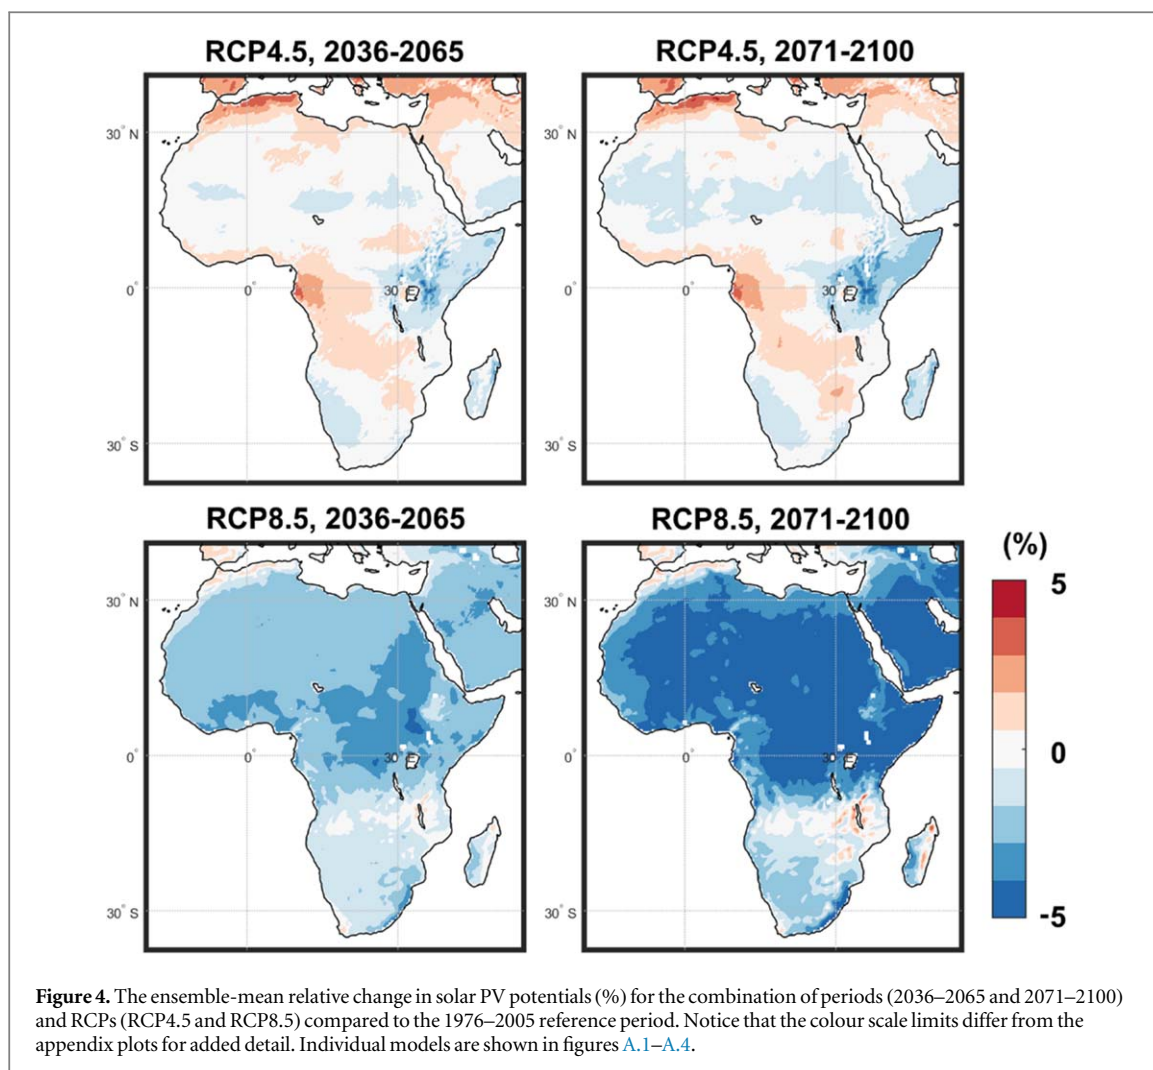 RCP4.5, 2036-2065
RCP4.5, 2071-2100
30° N
0°
30° S
0°
30° E
30° N
0°
30° S
0°
30° E
RCP8.5, 2036-2065
RCP8.5, 2071-2100
(%)
5
0
-5
30° N
0°
30° S
0°
30° E
30° N
0°
30° S
0°
30° E
Figure 4. The ensemble-mean relative change in solar PV potentials (%) for the combination of periods (2036–2065 and 2071–2100)
and RCPs (RCP4.5 and RCP8.5) compared to the 1976–2005 reference period. Notice that the colour scale limits differ from the
appendix plots for added detail. Individual models are shown in figures A.1–A.4.